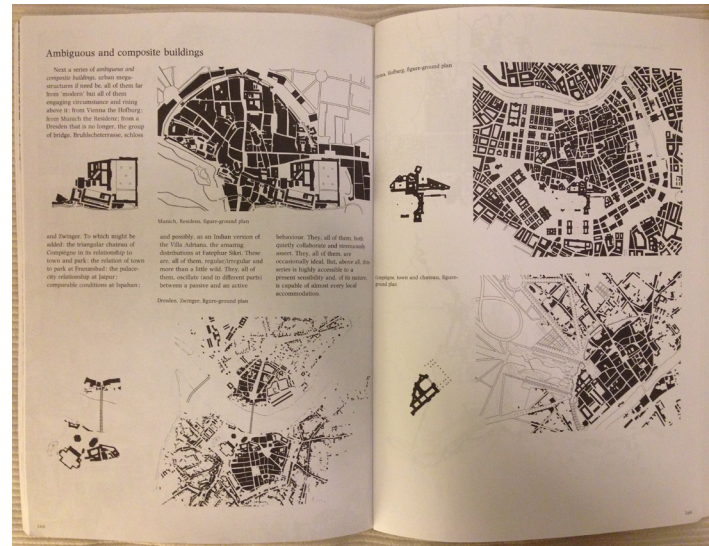 Ambiguous and composite buildings
Next a series of ambiguous and
composite buildings, urban mega-
structures if need be, all of them far
from 'modern' but all of them
engaging circumstance and rising
above it: from Vienna the Hofburg;
from Munich the Residenz; from a
Dresden that is no longer, the group
of bridge, Bruhlscheterrasse, schloss
Munich, Residenz, figure-ground plan
and Zwinger. To which might be
added: the triangular chateau of
Compiègne in its relationship to
town and park; the relation of town
to park at Franzensbad; the palace-
city relationship at Jaipur;
comparable conditions at Ispahan;
and possibly, as an Indian version of
the Villa Adriana, the amazing
distributions at Fatephur Sikri. These
are, all of them, regular/irregular and
more than a little wild. They, all of
them, oscillate (and in different parts)
between a passive and an active
behaviour. They, all of them, both
quietly collaborate and strenuously
assert. They, all of them, are
occasionally ideal. But, above all, this
series is highly accessible to a
present sensibility and, of its nature,
is capable of almost every local
accommodation.
Dresden, Zwinger, figure-ground plan
168
Hofburg, figure-ground plan
town and chateau, figure-
ground plan
169